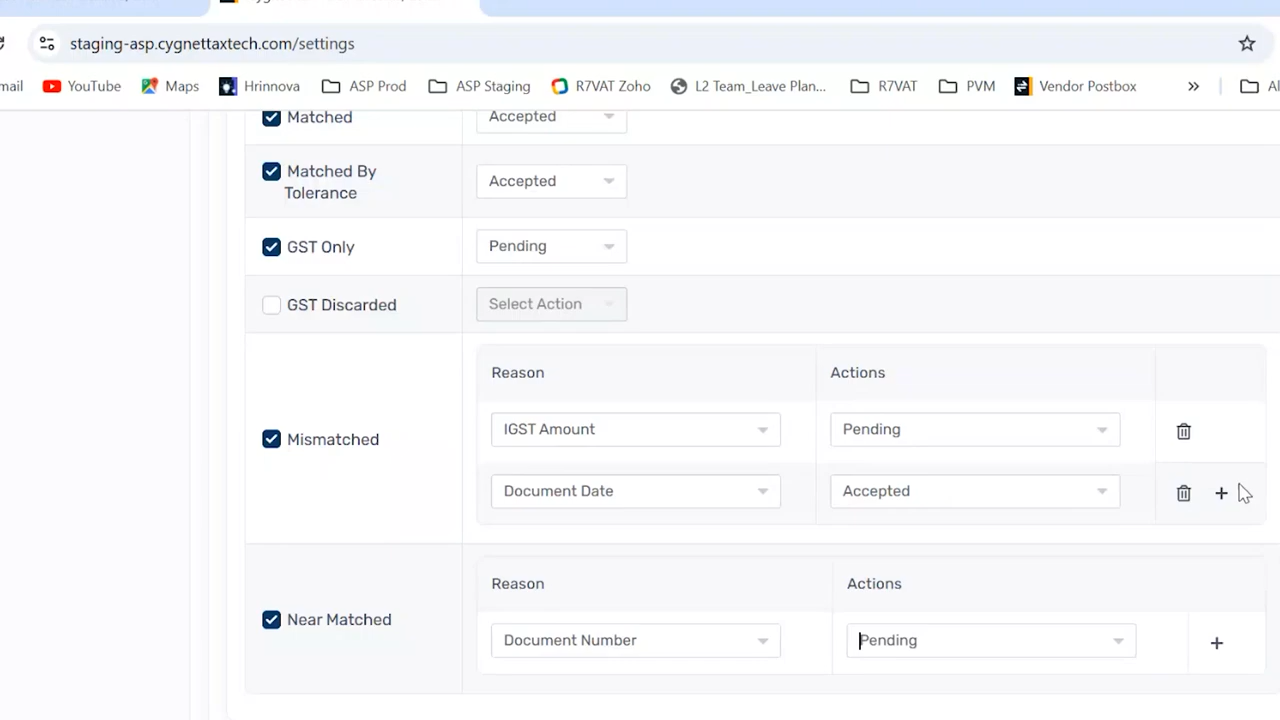 staging-asp.cygnettaxtech.com/settings
mail YouTube Maps Hrinnova ASP Prod ASP Staging R7VAT Zoho L2 Team_Leave Plan... R7VAT PVM Vendor Postbox »
Matched Accepted
Matched By Tolerance Accepted
GST Only Pending
GST Discarded Select Action
Reason Actions
IGST Amount Pending
Mismatched
Document Date Accepted +
Reason Actions
Near Matched
Document Number Pending +